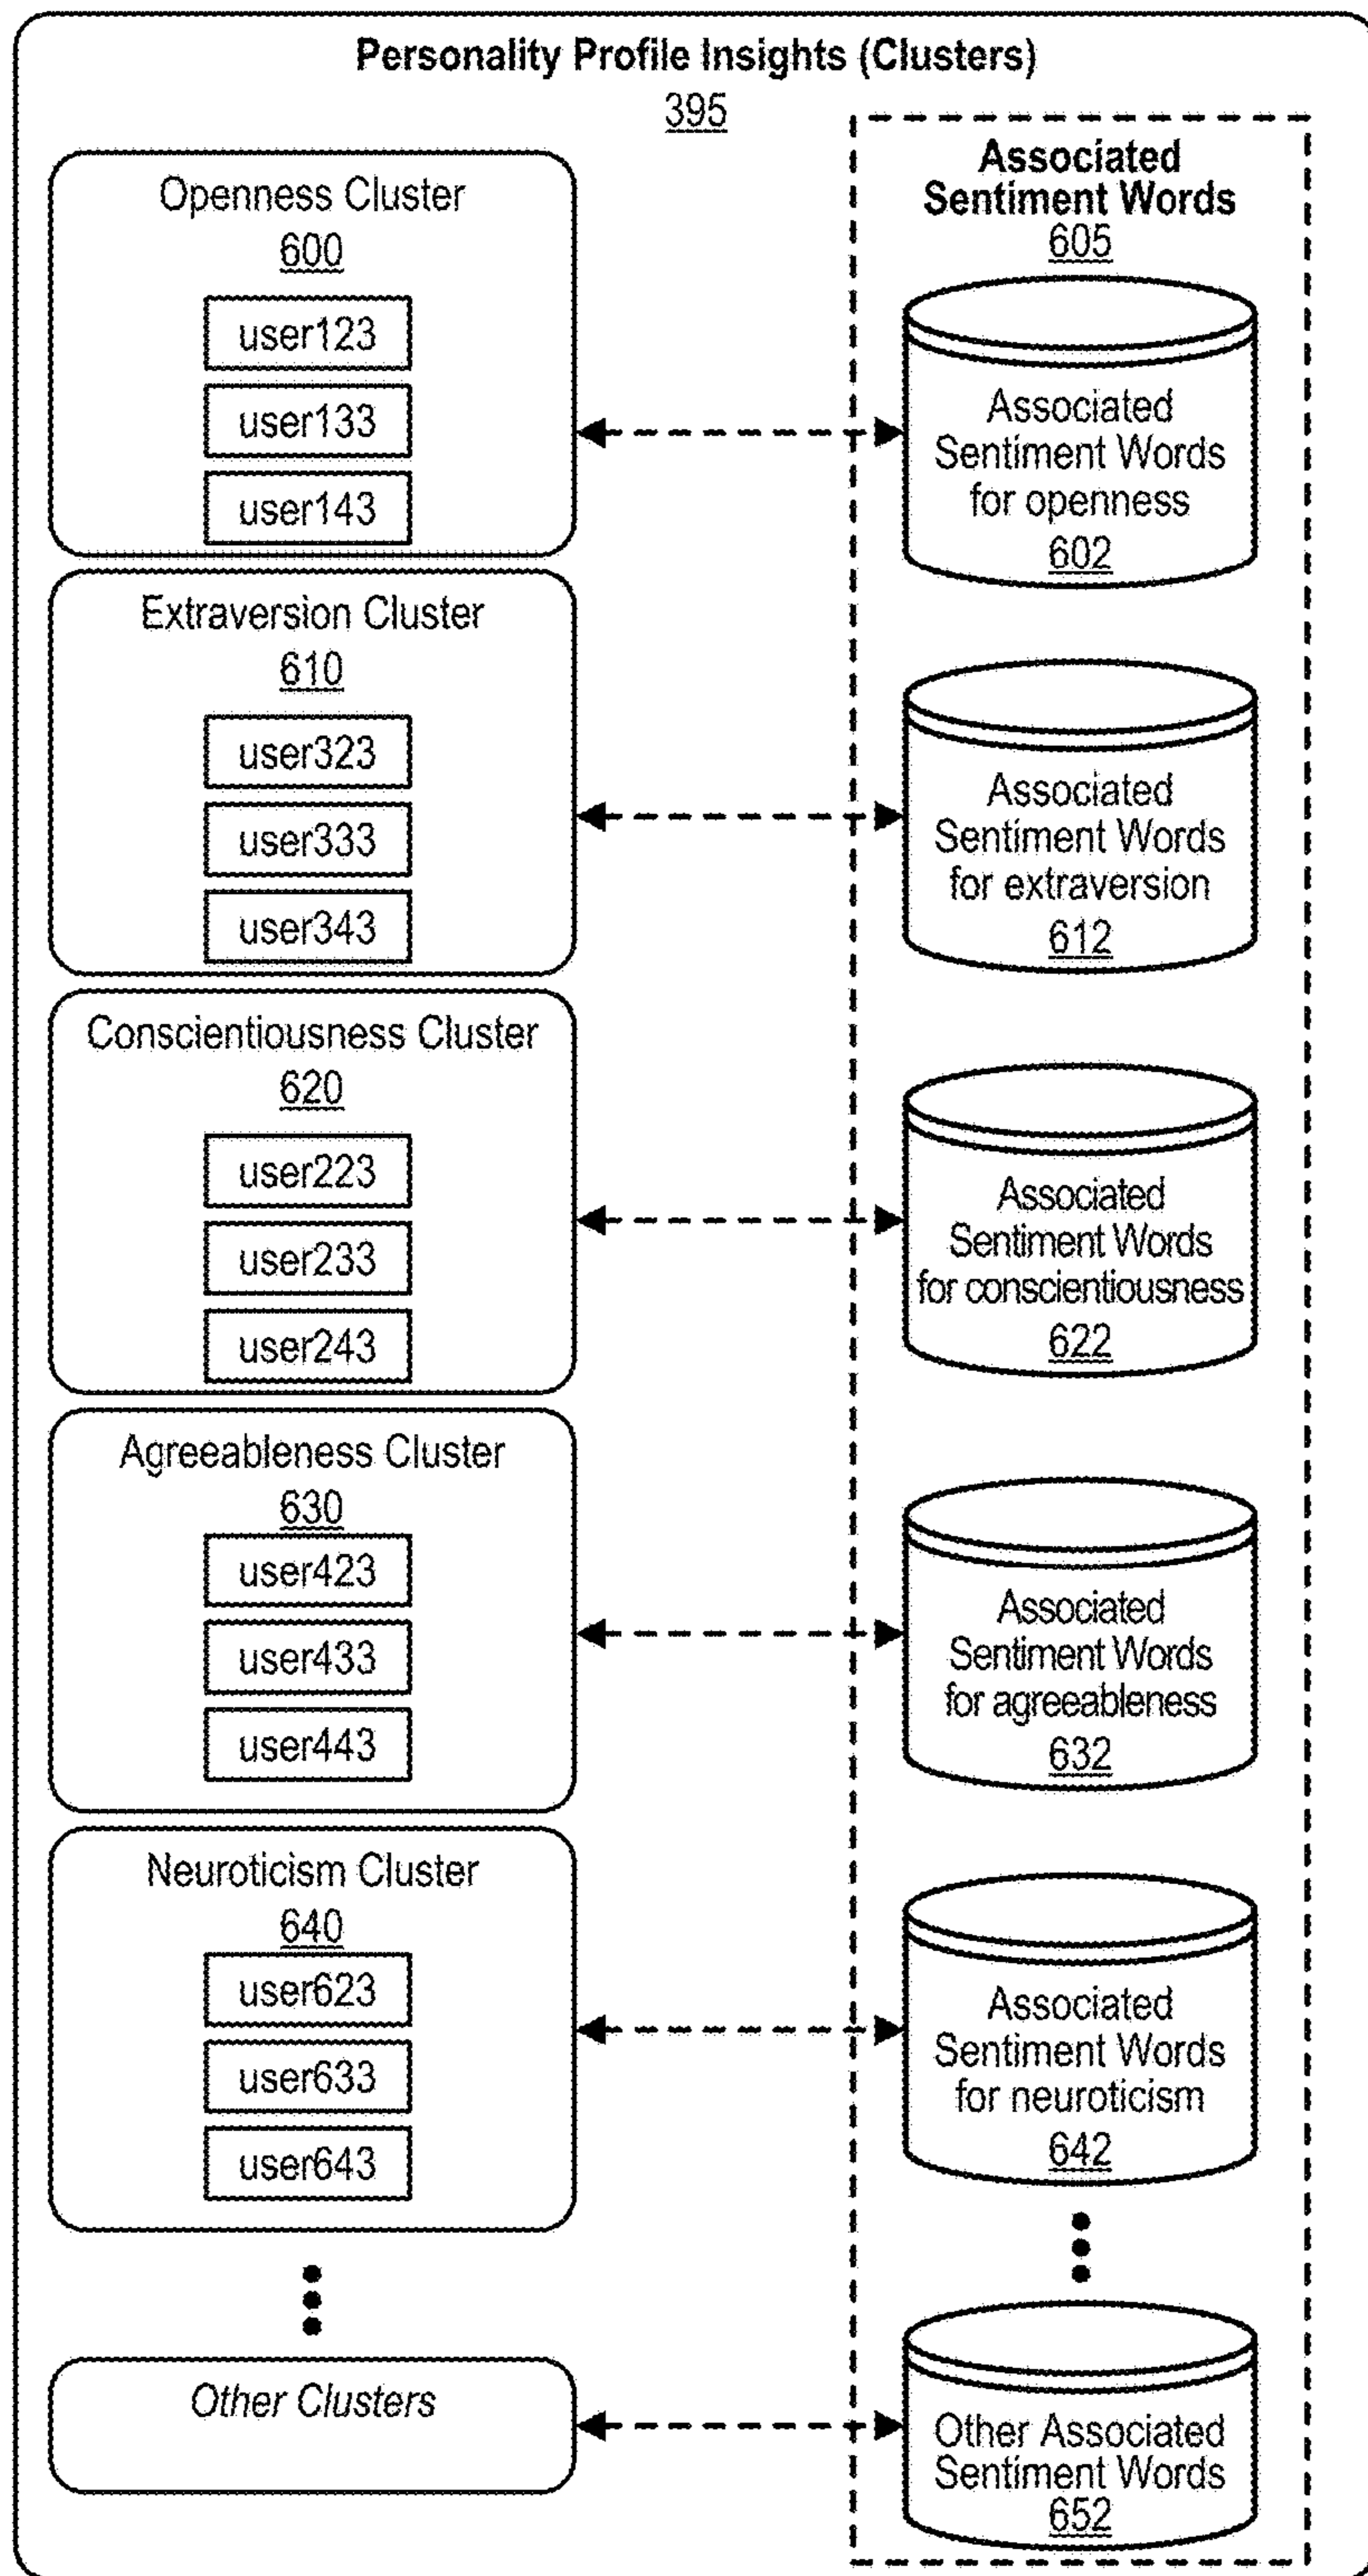 Personality Profile Insights (Clusters)
395
Openness Cluster
600
user123
user133
user143
Extraversion Cluster
610
user323
user333
user343
Conscientiousness Cluster
620
user223
user233
user243
Agreeableness Cluster
630
user423
user433
user443
Neuroticism Cluster
640
user623
user633
user643
Other Clusters
Associated
Sentiment Words
605
Associated
Sentiment Words
for openness
602
Associated
Sentiment Words
for extraversion
612
Associated
Sentiment Words
for conscientiousness
622
Associated
Sentiment Words
for agreeableness
632
Associated
Sentiment Words
for neuroticism
642
Other Associated
Sentiment Words
652